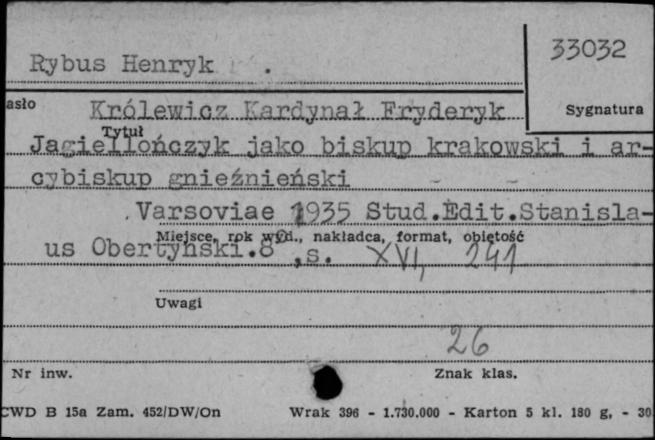 Rybus Henryk .
33032
asło
Królewicz Kardynał Fryderyk
Sygnatura
Tytuł
Jagiellończyk jako biskup krakowski i ar-
cybiskup gnieźnieński
.Varsoviae 1935 Stud.Edit.Stanisla-
Miejsce, rok wyd., nakładca, format, objętość
us Obertyński.8° ,s. XVI, 241
Uwagi
26
Nr inw.
Znak klas.
CWD B 15a Zam. 452/DW/On
Wrak 396 - 1.730.000 - Karton 5 kl. 180 g, - 30